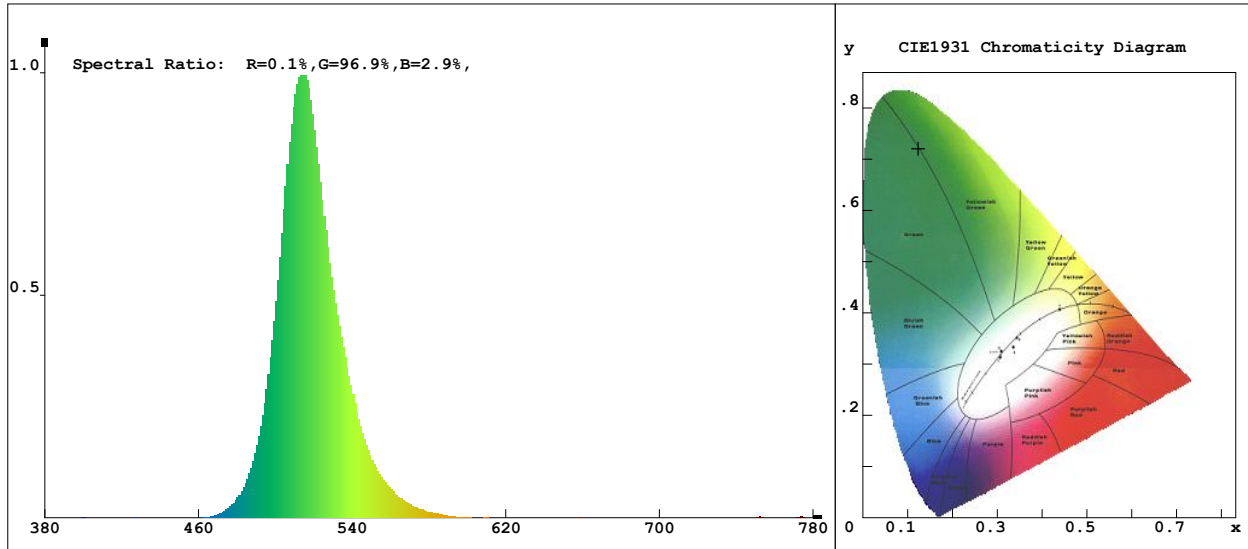 Spectral Ratio: R=0.1%,G=96.9%,B=2.9%,
1.0
0.5
380 460 540 620 700 780
y CIE1931 Chromaticity Diagram
.8
.6
.4
.2
0 0.1 0.3 0.5 0.7 x
Yellowish
Green
Green
Yellow
Green
Greenish
Yellow
Yellow
Orange
Yellow
Orange
Bluish
Green
Yellowish
Pink
Reddish
Orange
Pink
Red
Greenish
Blue
Purplish
Pink
Purplish
Red
Blue
Purple
Reddish
Purple